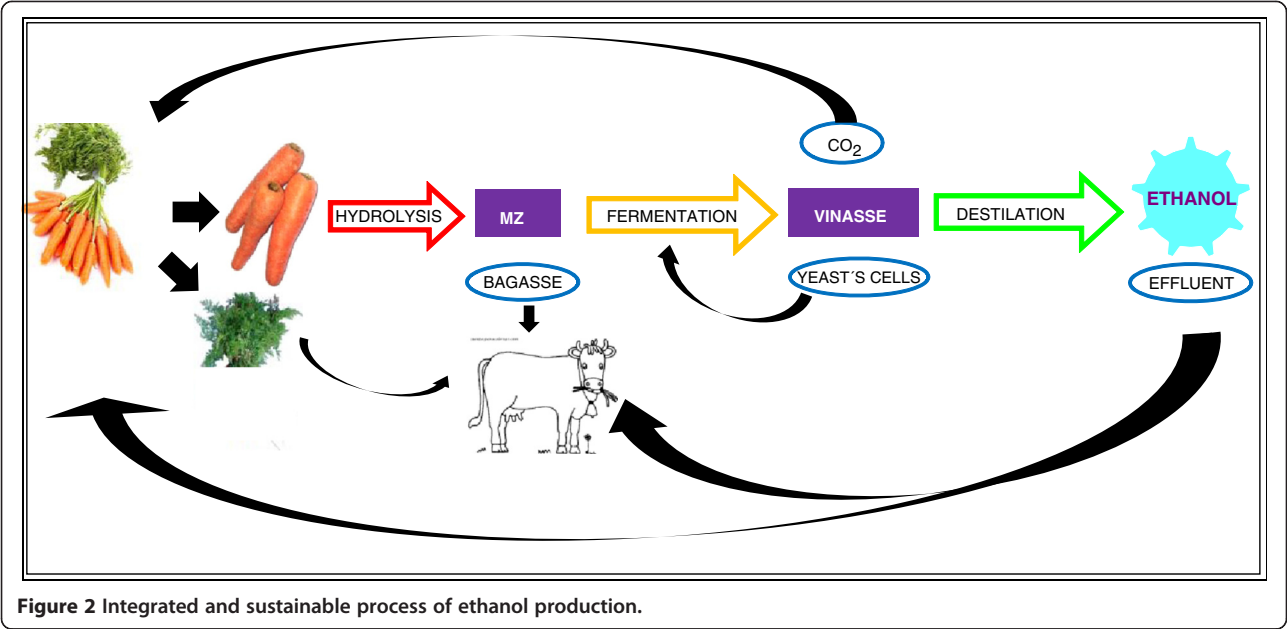 CO2
HYDROLYSIS
MZ
FERMENTATION
VINASSE
DESTILATION
ETHANOL
BAGASSE
YEAST´S CELLS
EFFLUENT
Figure 2 Integrated and sustainable process of ethanol production.